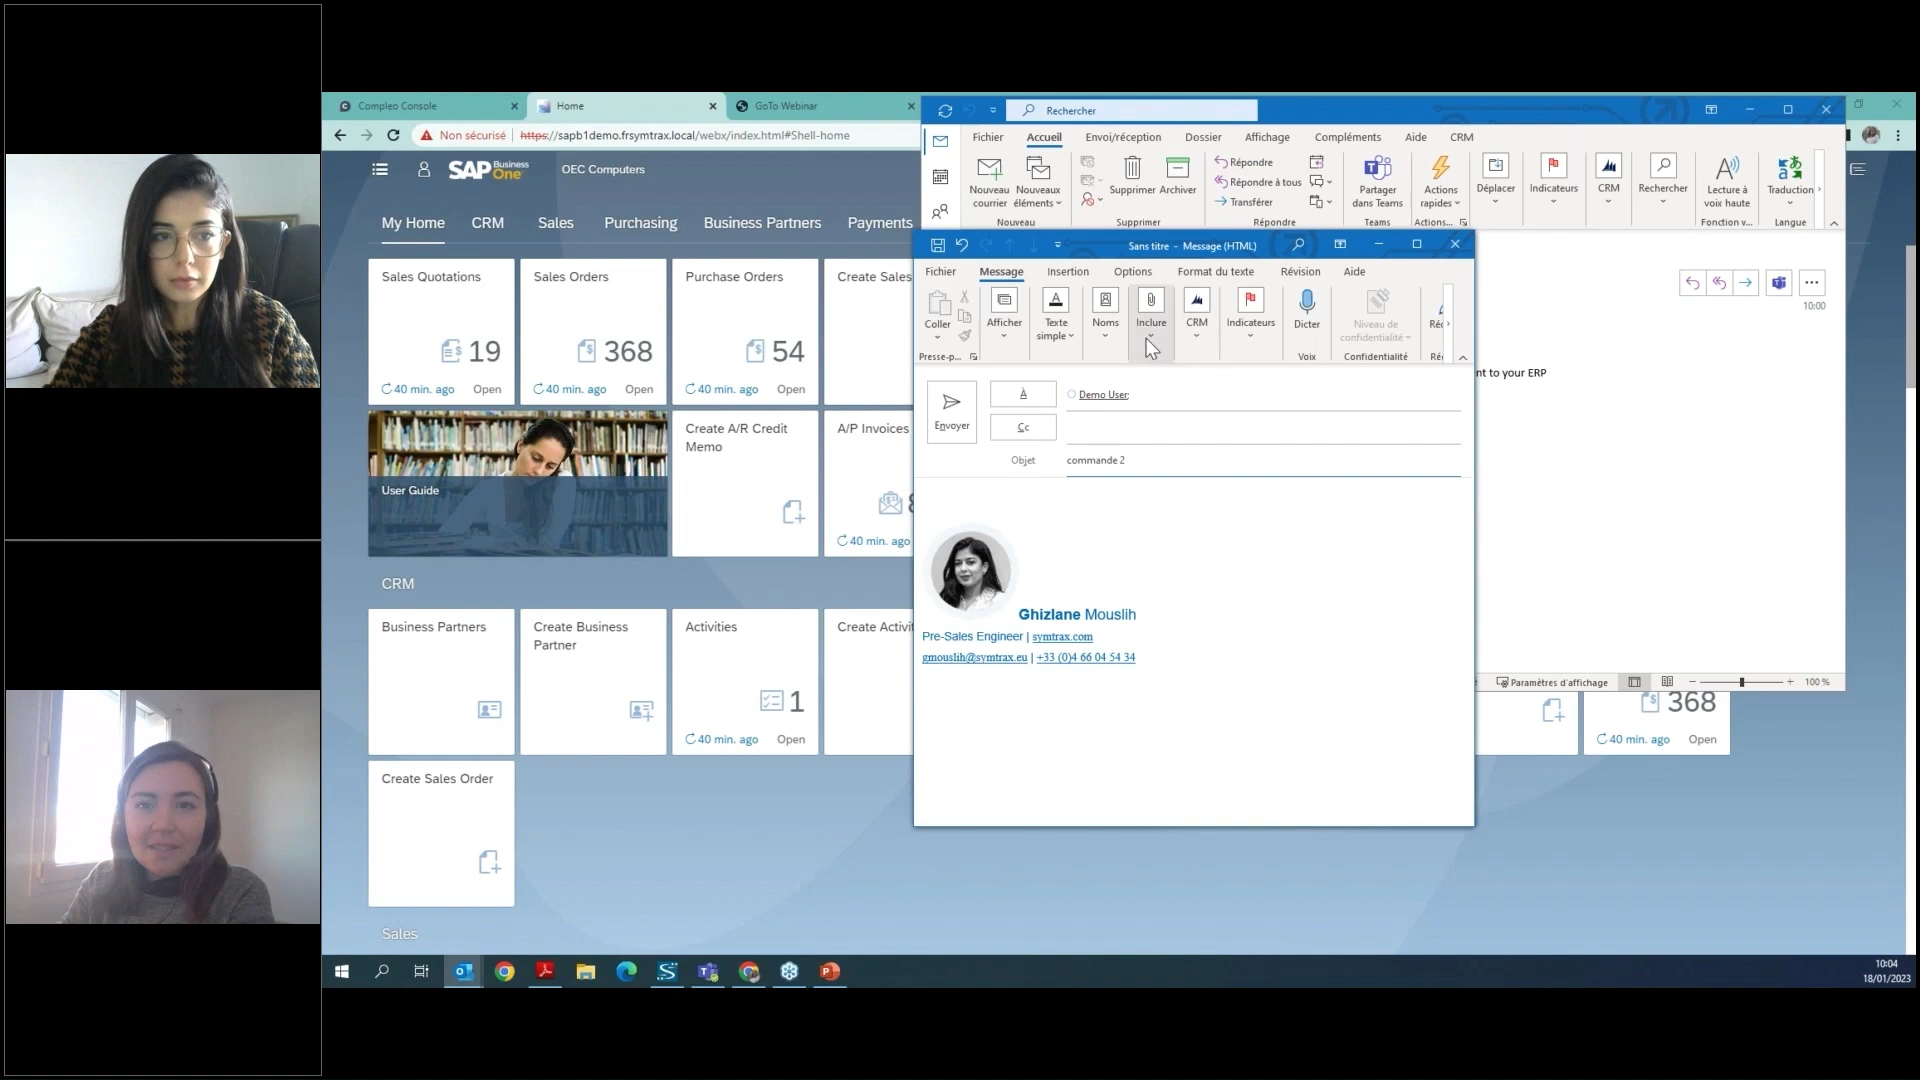 Compleo Console
Home
GoTo Webinar
Non sécurisé
https://sapb1demo.frsymtrax.local/webx/index.html#Shell-home
SAP Business One
OEC Computers
My Home
CRM
Sales
Purchasing
Business Partners
Payments
Sales Quotations
19
40 min. ago
Open
Sales Orders
368
40 min. ago
Open
Purchase Orders
54
40 min. ago
Open
Create Sales
User Guide
Create A/R Credit
Memo
A/P Invoices
40 min. ago
CRM
Business Partners
Create Business
Partner
Activities
1
40 min. ago
Open
Create Activit
368
40 min. ago
Open
Create Sales Order
Sales
Rechercher
Fichier
Accueil
Envoi/réception
Dossier
Affichage
Compléments
Aide
CRM
Nouveau
courrier
Nouveaux
éléments
Nouveau
Supprimer
Archiver
Supprimer
Répondre
Répondre à tous
Transférer
Répondre
Partager
dans Teams
Teams
Actions
rapides
Actions...
Déplacer
Indicateurs
CRM
Rechercher
Lecture à
voix haute
Fonction v...
Traduction
Langue
10:00
nt to your ERP
Paramètres d'affichage
100 %
Sans titre - Message (HTML)
Fichier
Message
Insertion
Options
Format du texte
Révision
Aide
Coller
Presse-p...
Afficher
Texte
simple
Noms
Inclure
CRM
Indicateurs
Dicter
Voix
Niveau de
confidentialité
Confidentialité
Envoyer
À
Demo User;
Cc
Objet
commande 2
Ghizlane Mouslih
Pre-Sales Engineer | symtrax.com
gmouslih@symtrax.eu | +33 (0)4 66 04 54 34
10:04
18/01/2023